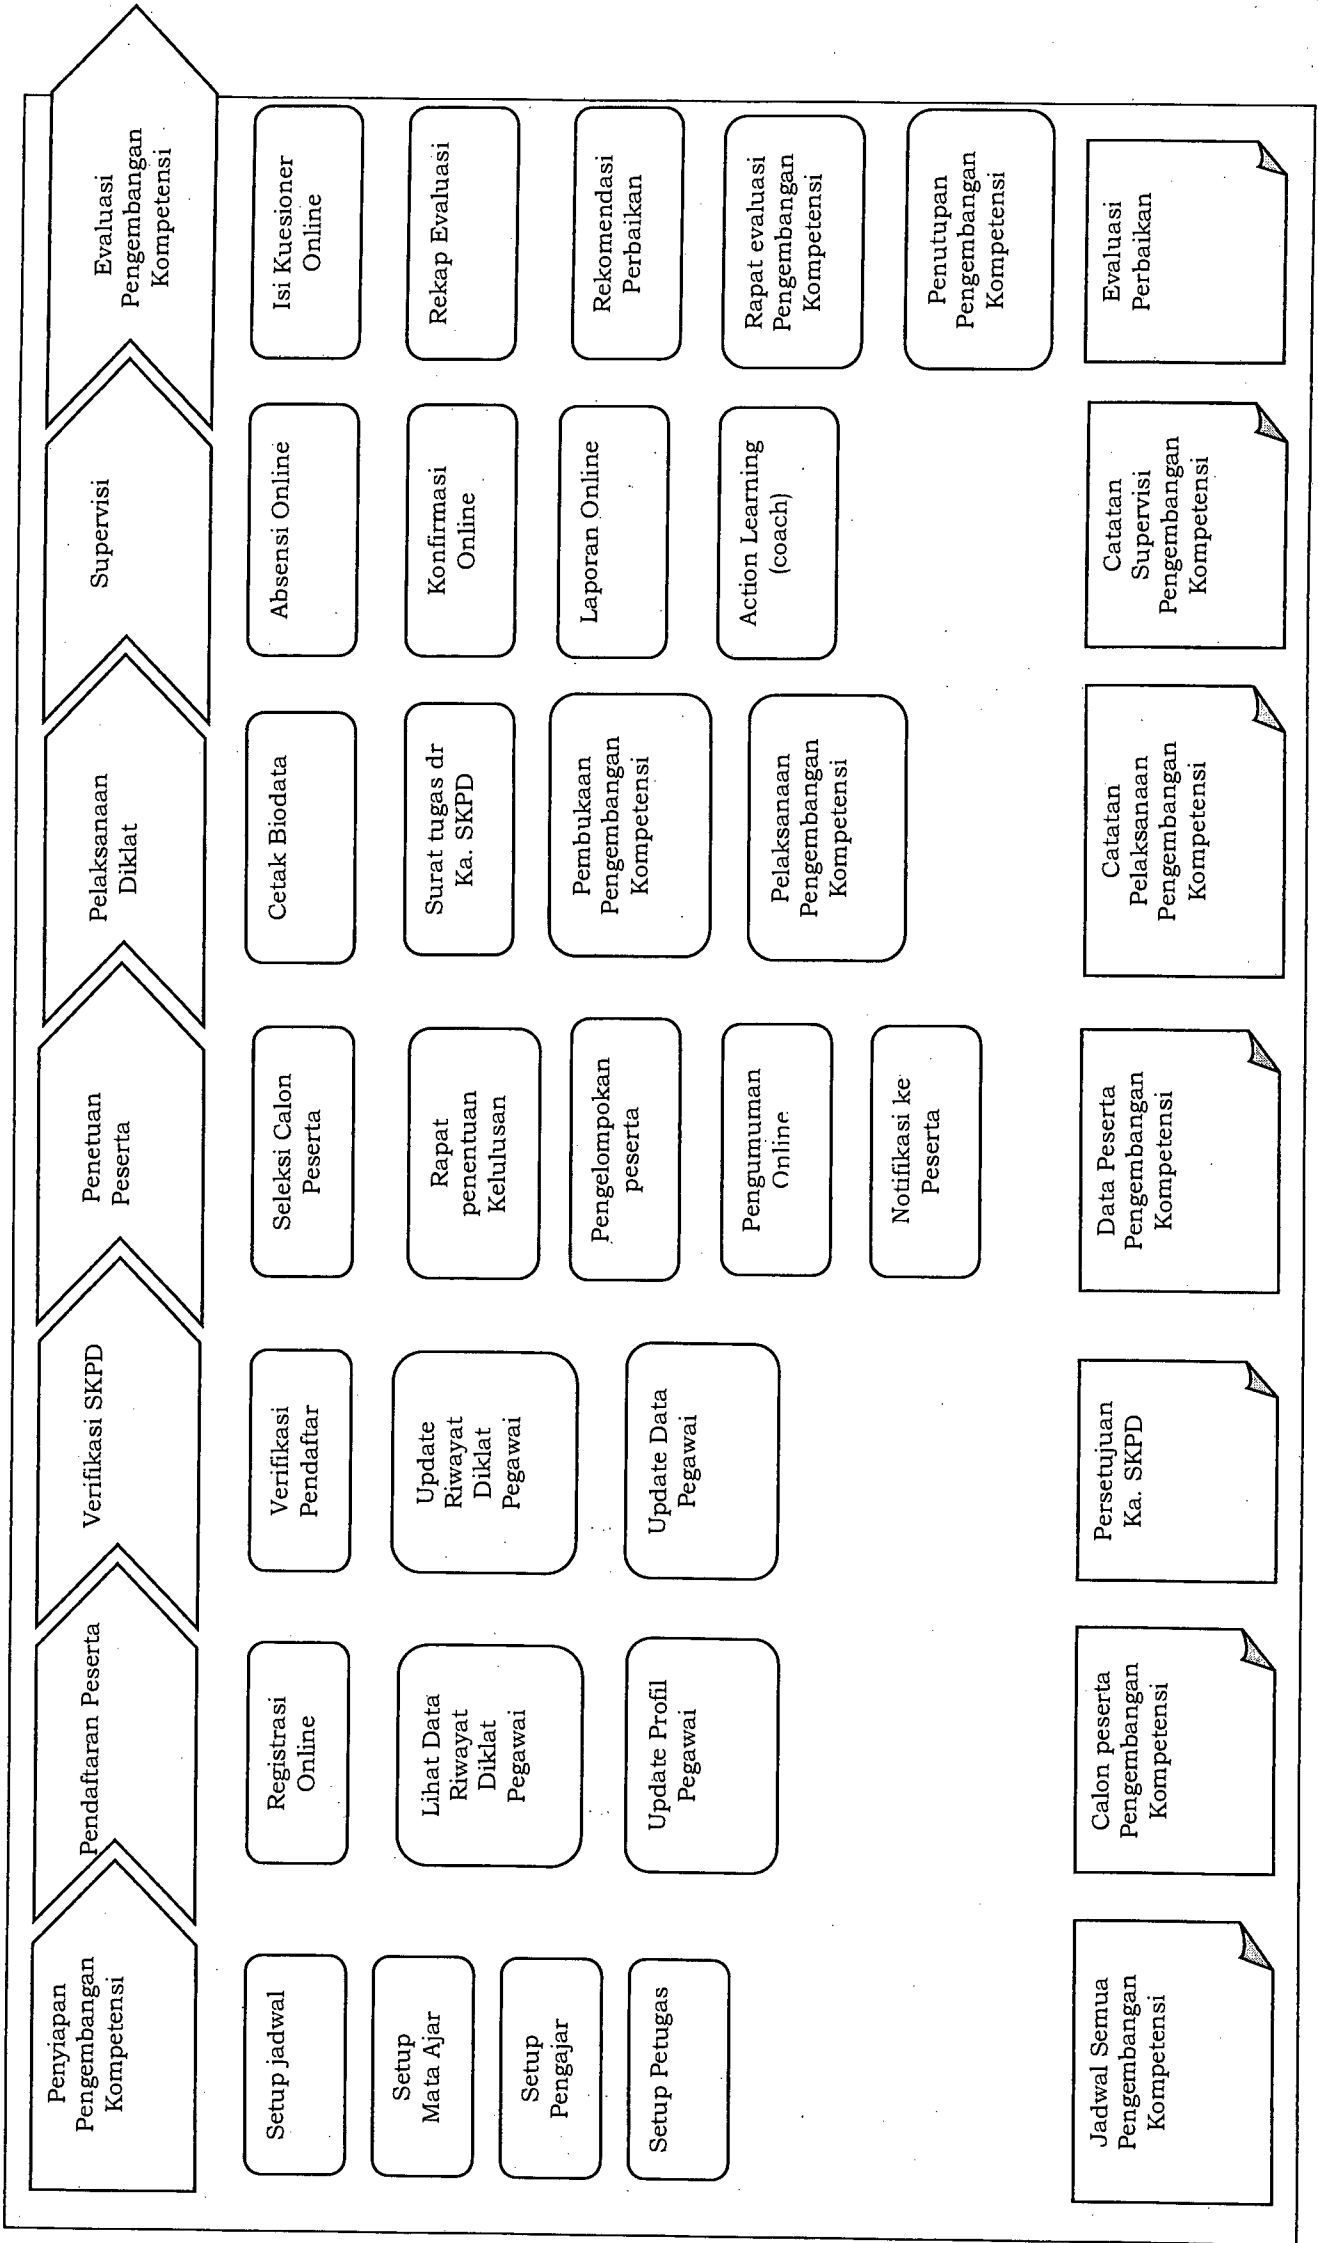 Penyiapan
Pengembangan
Kompetensi
Pendaftaran Peserta
Verifikasi SKPD
Penetuan
Peserta
Pelaksanaan
Diklat
Supervisi
Evaluasi
Pengembangan
Kompetensi
Setup jadwal
Setup
Mata Ajar
Setup
Pengajar
Setup Petugas
Registrasi
Online
Lihat Data
Riwayat
Diklat
Pegawai
Update Profil
Pegawai
Verifikasi
Pendaftar
Update
Riwayat
Diklat
Pegawai
Update Data
Pegawai
Seleksi Calon
Peserta
Rapat
penentuan
Kelulusan
Pengelompokan
peserta
Pengumuman
Online
Notifikasi ke
Peserta
Cetak Biodata
Surat tugas dr
Ka. SKPD
Pembukaan
Pengembangan
Kompetensi
Pelaksanaan
Pengembangan
Kompetensi
Absensi Online
Konfirmasi
Online
Laporan Online
Action Learning
(coach)
Isi Kuesioner
Online
Rekap Evaluasi
Rekomendasi
Perbaikan
Rapat evaluasi
Pengembangan
Kompetensi
Penutupan
Pengembangan
Kompetensi
Jadwal Semua
Pengembangan
Kompetensi
Calon peserta
Pengembangan
Kompetensi
Persetujuan
Ka. SKPD
Data Peserta
Pengembangan
Kompetensi
Catatan
Pelaksanaan
Pengembangan
Kompetensi
Catatan
Supervisi
Pengembangan
Kompetensi
Evaluasi
Perbaikan